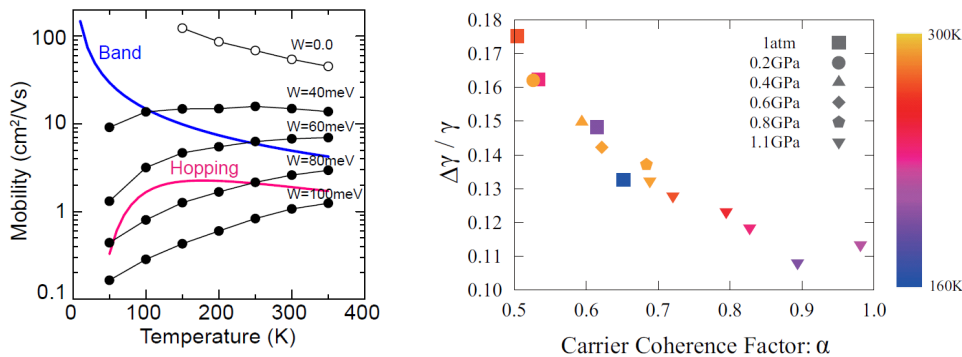 100
10
1
0.1
Mobility (cm²/Vs)
Band
Hopping
W=0.0
W=40meV
W=60meV
W=80meV
W=100meV
0 100 200 300 400
Temperature (K)
0.18
0.17
0.16
0.15
0.14
0.13
0.12
0.11
0.10
Δγ / γ
1atm
0.2GPa
0.4GPa
0.6GPa
0.8GPa
1.1GPa
0.5 0.6 0.7 0.8 0.9 1.0
Carrier Coherence Factor: α
300K
160K